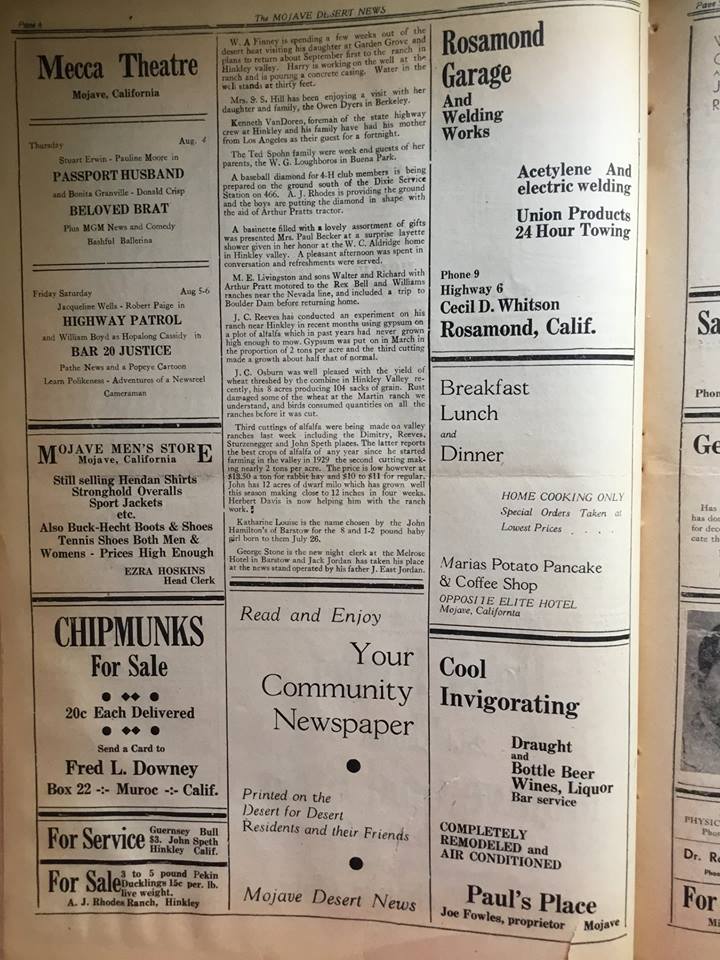 Page 4
The MOJAVE DESERT NEWS
Mecca Theatre
Mojave, California
Thursday Aug. 4
Stuart Erwin - Pauline Moore in
PASSPORT HUSBAND
and Bonita Granville - Donald Crisp
BELOVED BRAT
Plus MGM News and Comedy
Bashful Ballerina
Friday Saturday Aug 5-6
Jacqueline Wells - Robert Paige in
HIGHWAY PATROL
and William Boyd as Hopalong Cassidy in
BAR 20 JUSTICE
Pathe News and a Popeye Cartoon
Learn Polikeness - Adventures of a Newsreel
Cameraman
MOJAVE MEN'S STORE
Mojave, California
Still selling Hendan Shirts
Stronghold Overalls
Sport Jackets
etc.
Also Buck-Hecht Boots & Shoes
Tennis Shoes Both Men &
Womens - Prices High Enough
EZRA HOSKINS
Head Clerk
CHIPMUNKS
For Sale
20c Each Delivered
Send a Card to
Fred L. Downey
Box 22 -:- Muroc -:- Calif.
For Service Guernsey Bull
$3. John Speth
Hinkley Calif.
For Sale 3 to 5 pound Pekin
Ducklings 15c per. lb.
live weight.
A. J. Rhodes Ranch, Hinkley
W. A Finney is spending a few weeks out of the
desert heat visiting his daughter at Garden Grove and
plans to return about September first to the ranch in
Hinkley valley. Harry is working on the well at the
ranch and is pouring a concrete casing. Water in the
well stands at thirty feet.
Mrs. S. S. Hill has been enjoying a visit with her
daughter and family, the Owen Dyers in Berkeley.
Kenneth VanDoren, foreman of the state highway
crew at Hinkley and his family have had his mother
from Los Angeles as their guest for a fortnight.
The Ted Spohn family were week end guests of her
parents, the W. G. Loughboros in Buena Park.
A baseball diamond for 4-H club members is being
prepared on the ground south of the Dixie Service
Station on 466. A. J. Rhodes is providing the ground
and the boys are putting the diamond in shape with
the aid of Arthur Pratts tractor.
A basinette filled with a lovely assortment of gifts
was presented Mrs. Paul Becker at a surprise layette
shower given in her honor at the W. C. Aldridge home
in Hinkley valley. A pleasant afternoon was spent in
conversation and refreshments were served.
M. E. Livingston and sons Walter and Richard with
Arthur Pratt motored to the Rex Bell and Williams
ranches near the Nevada line, and included a trip to
Boulder Dam before returning home.
J. C. Reeves has conducted an experiment on his
ranch near Hinkley in recent months using gypsum on
a plot of alfalfa which in past years had never grown
high enough to mow. Gypsum was put on in March in
the proportion of 2 tons per acre and the third cutting
made a growth about half that of normal.
J. C. Osburn was well pleased with the yield of
wheat threshed by the combine in Hinkley Valley re-
cently, his 8 acres producing 104 sacks of grain. Rust
damaged some of the wheat at the Martin ranch we
understand, and birds consumed quantities on all the
ranches before it was cut.
Third cuttings of alfalfa were being made on valley
ranches last week including the Dimitry, Reeves,
Sturzenegger and John Speth places. The latter reports
the best crops of alfalfa of any year since he started
farming in the valley in 1929 the second cutting mak-
ing nearly 2 tons per acre. The price is low however at
$13.50 a ton for rabbit hay and $10 to $11 for regular.
John has 12 acres of dwarf milo which has grown well
this season making close to 12 inches in four weeks.
Herbert Davis is now helping him with the ranch
work.
Katharine Louise is the name chosen by the John
Hamilton's of Barstow for the 8 and 1-2 pound baby
girl born to them July 26.
George Stone is the new night clerk at the Melrose
Hotel in Barstow and Jack Jordan has taken his place
at the news stand operated by his father J. East Jordan.
Read and Enjoy
Your
Community
Newspaper
Printed on the
Desert for Desert
Residents and their Friends
Mojave Desert News
Rosamond
Garage
And
Welding
Works
Acetylene And
electric welding
Union Products
24 Hour Towing
Phone 9
Highway 6
Cecil D. Whitson
Rosamond, Calif.
Breakfast
Lunch
and
Dinner
HOME COOKING ONLY
Special Orders Taken at
Lowest Prices . . . .
Marias Potato Pancake
& Coffee Shop
OPPOSITE ELITE HOTEL
Mojave, California
Cool
Invigorating
Draught
and
Bottle Beer
Wines, Liquor
Bar service
COMPLETELY
REMODELED and
AIR CONDITIONED
Paul's Place
Joe Fowles, proprietor Mojave
Phon
Has
has do
for dec
cate th
PHYSIC
Pho
Dr. R
Phon
For
Mi